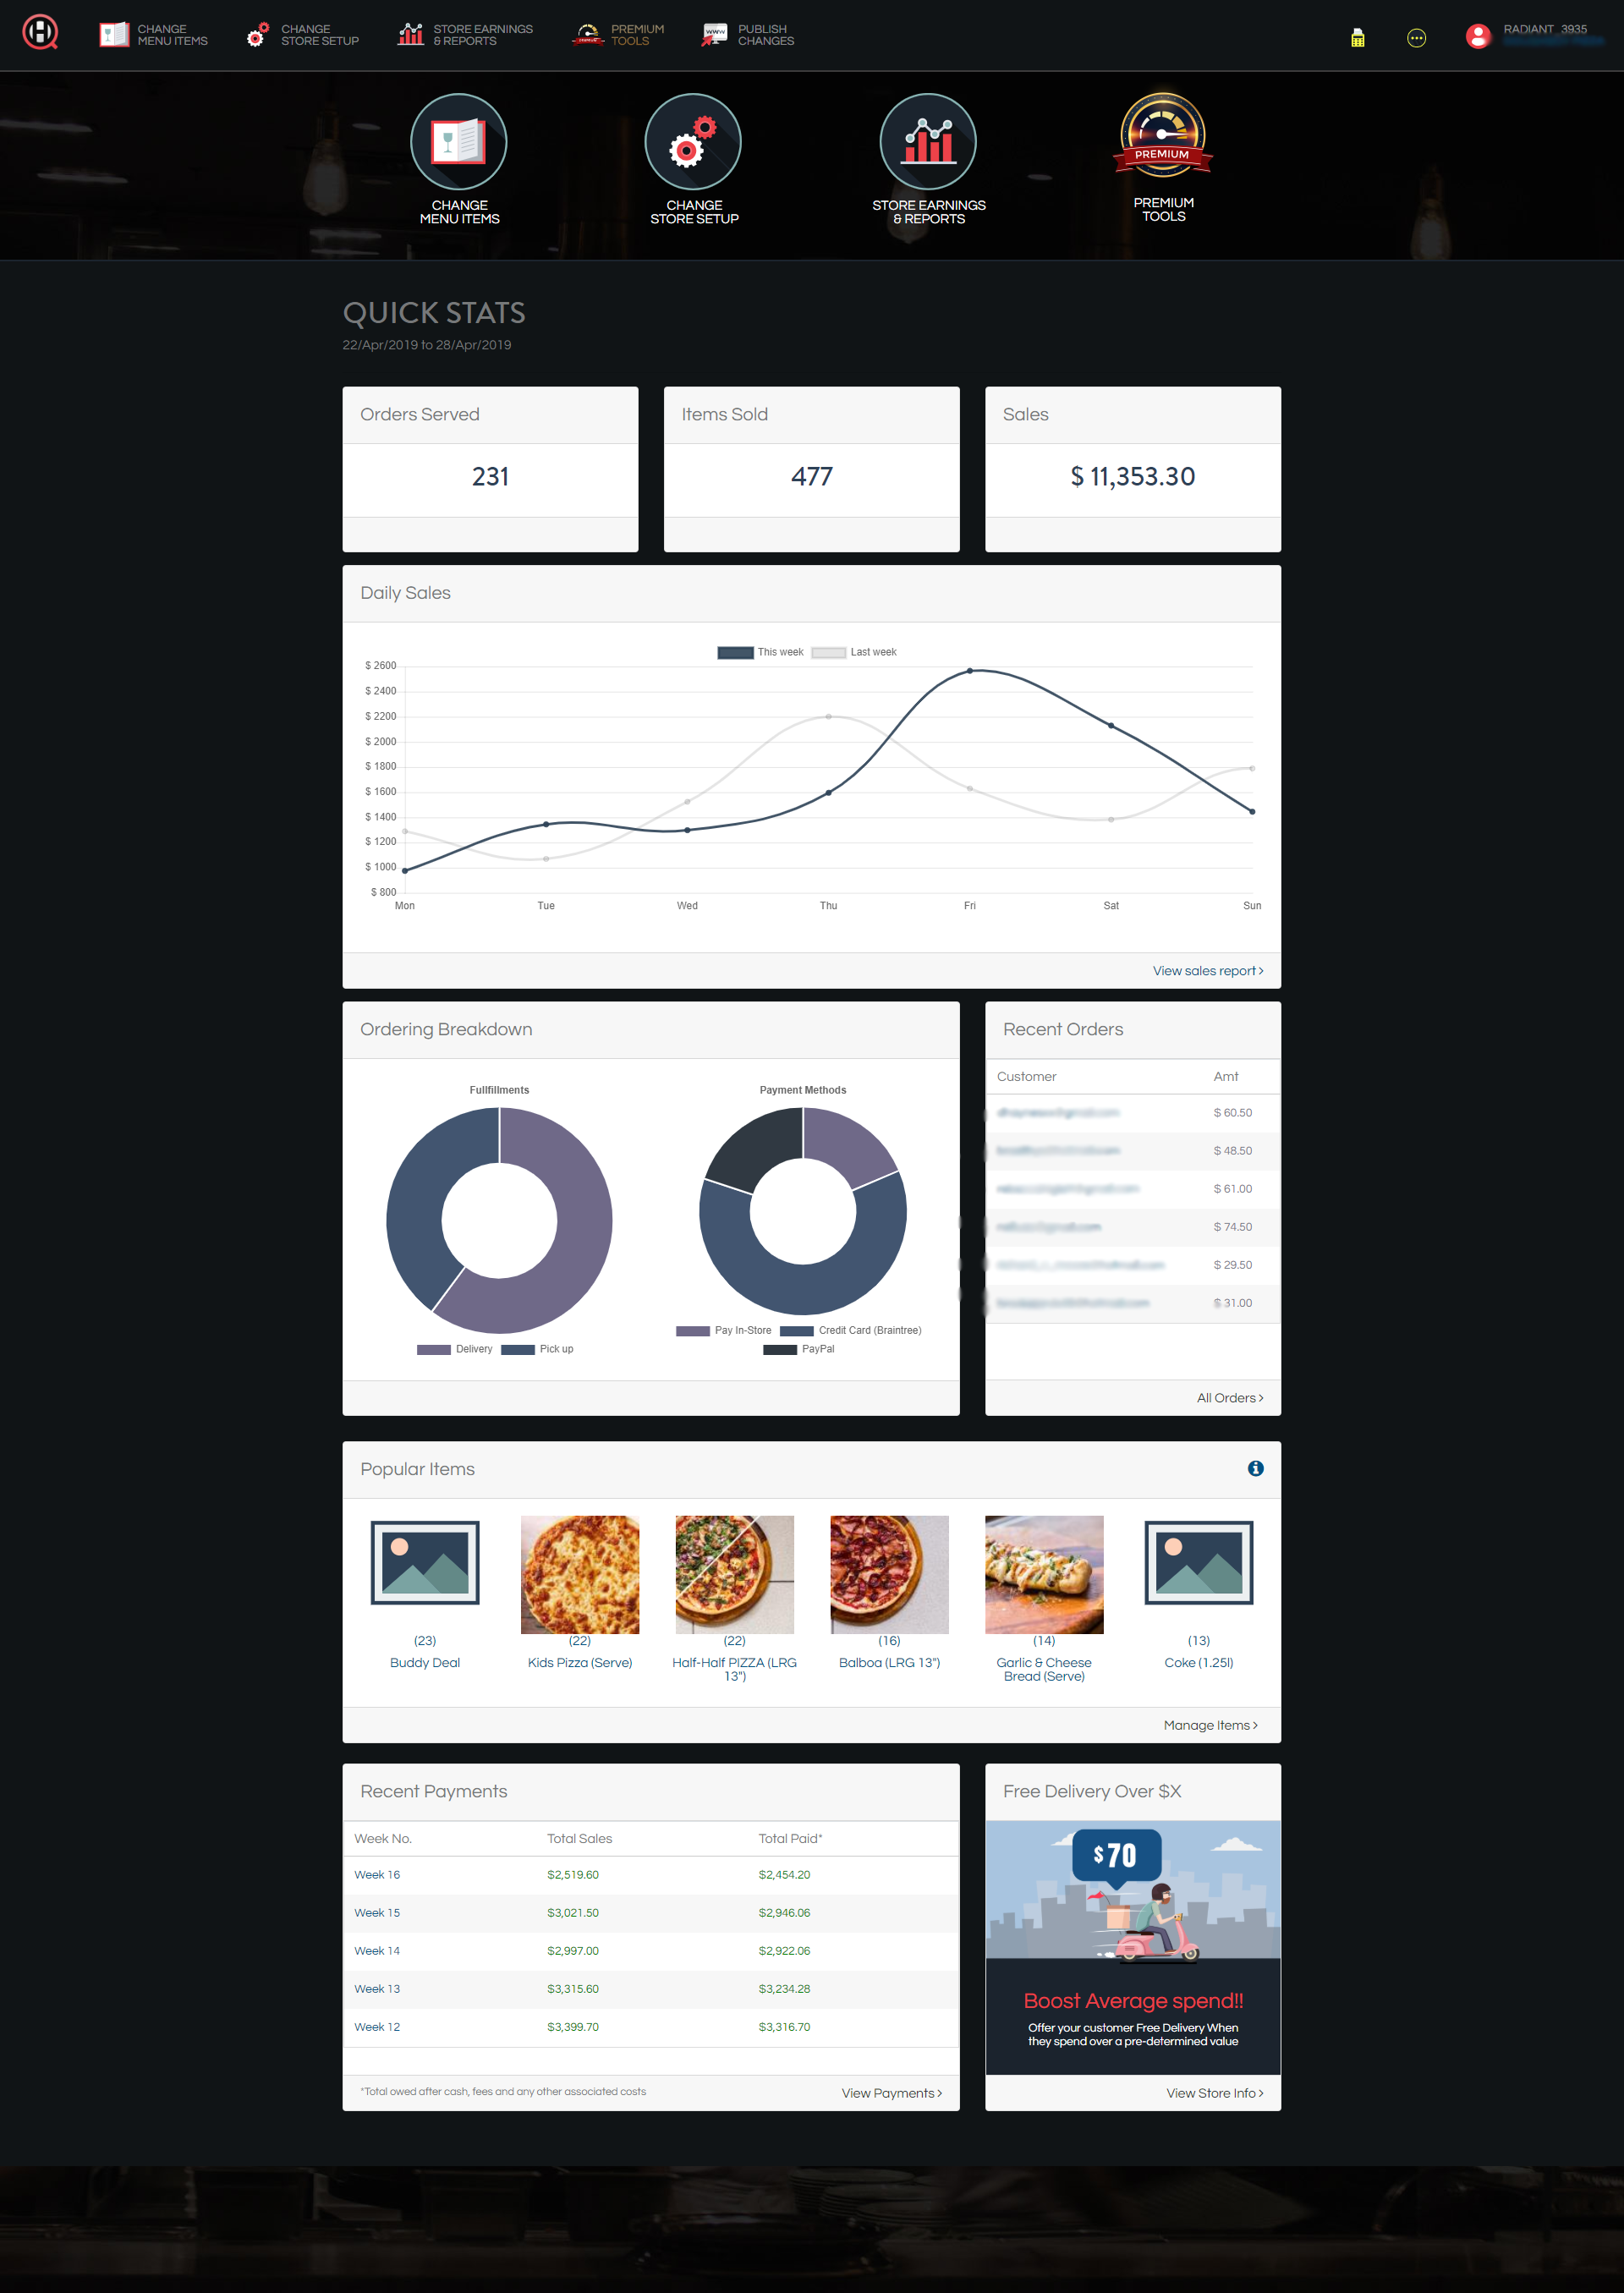 CHANGE
MENU ITEMS
CHANGE
STORE SETUP
STORE EARNINGS
& REPORTS
PREMIUM
TOOLS
WWW
PUBLISH
CHANGES
RADIANT_3935
CHANGE
MENU ITEMS
CHANGE
STORE SETUP
STORE EARNINGS
& REPORTS
PREMIUM
PREMIUM
TOOLS
QUICK STATS
22/Apr/2019 to 28/Apr/2019
Orders Served
231
Items Sold
477
Sales
$ 11,353.30
Daily Sales
This week
Last week
$ 2600
$ 2400
$ 2200
$ 2000
$ 1800
$ 1600
$ 1400
$ 1200
$ 1000
$ 800
Mon Tue Wed Thu Fri Sat Sun
View sales report >
Ordering Breakdown
Fullfillments
Delivery
Pick up
Payment Methods
Pay In-Store
Credit Card (Braintree)
PayPal
Recent Orders
Customer Amt
$ 60.50
$ 48.50
$ 61.00
$ 74.50
$ 29.50
$ 31.00
All Orders >
Popular Items
(23)
Buddy Deal
(22)
Kids Pizza (Serve)
(22)
Half-Half PIZZA (LRG
13")
(16)
Balboa (LRG 13")
(14)
Garlic & Cheese
Bread (Serve)
(13)
Coke (1.25l)
Manage Items >
Recent Payments
Week No. Total Sales Total Paid*
Week 16 $2,519.60 $2,454.20
Week 15 $3,021.50 $2,946.06
Week 14 $2,997.00 $2,922.06
Week 13 $3,315.60 $3,234.28
Week 12 $3,399.70 $3,316.70
*Total owed after cash, fees and any other associated costs
View Payments >
Free Delivery Over $X
$70
Boost Average spend!!
Offer your customer Free Delivery When
they spend over a pre-determined value
View Store Info >